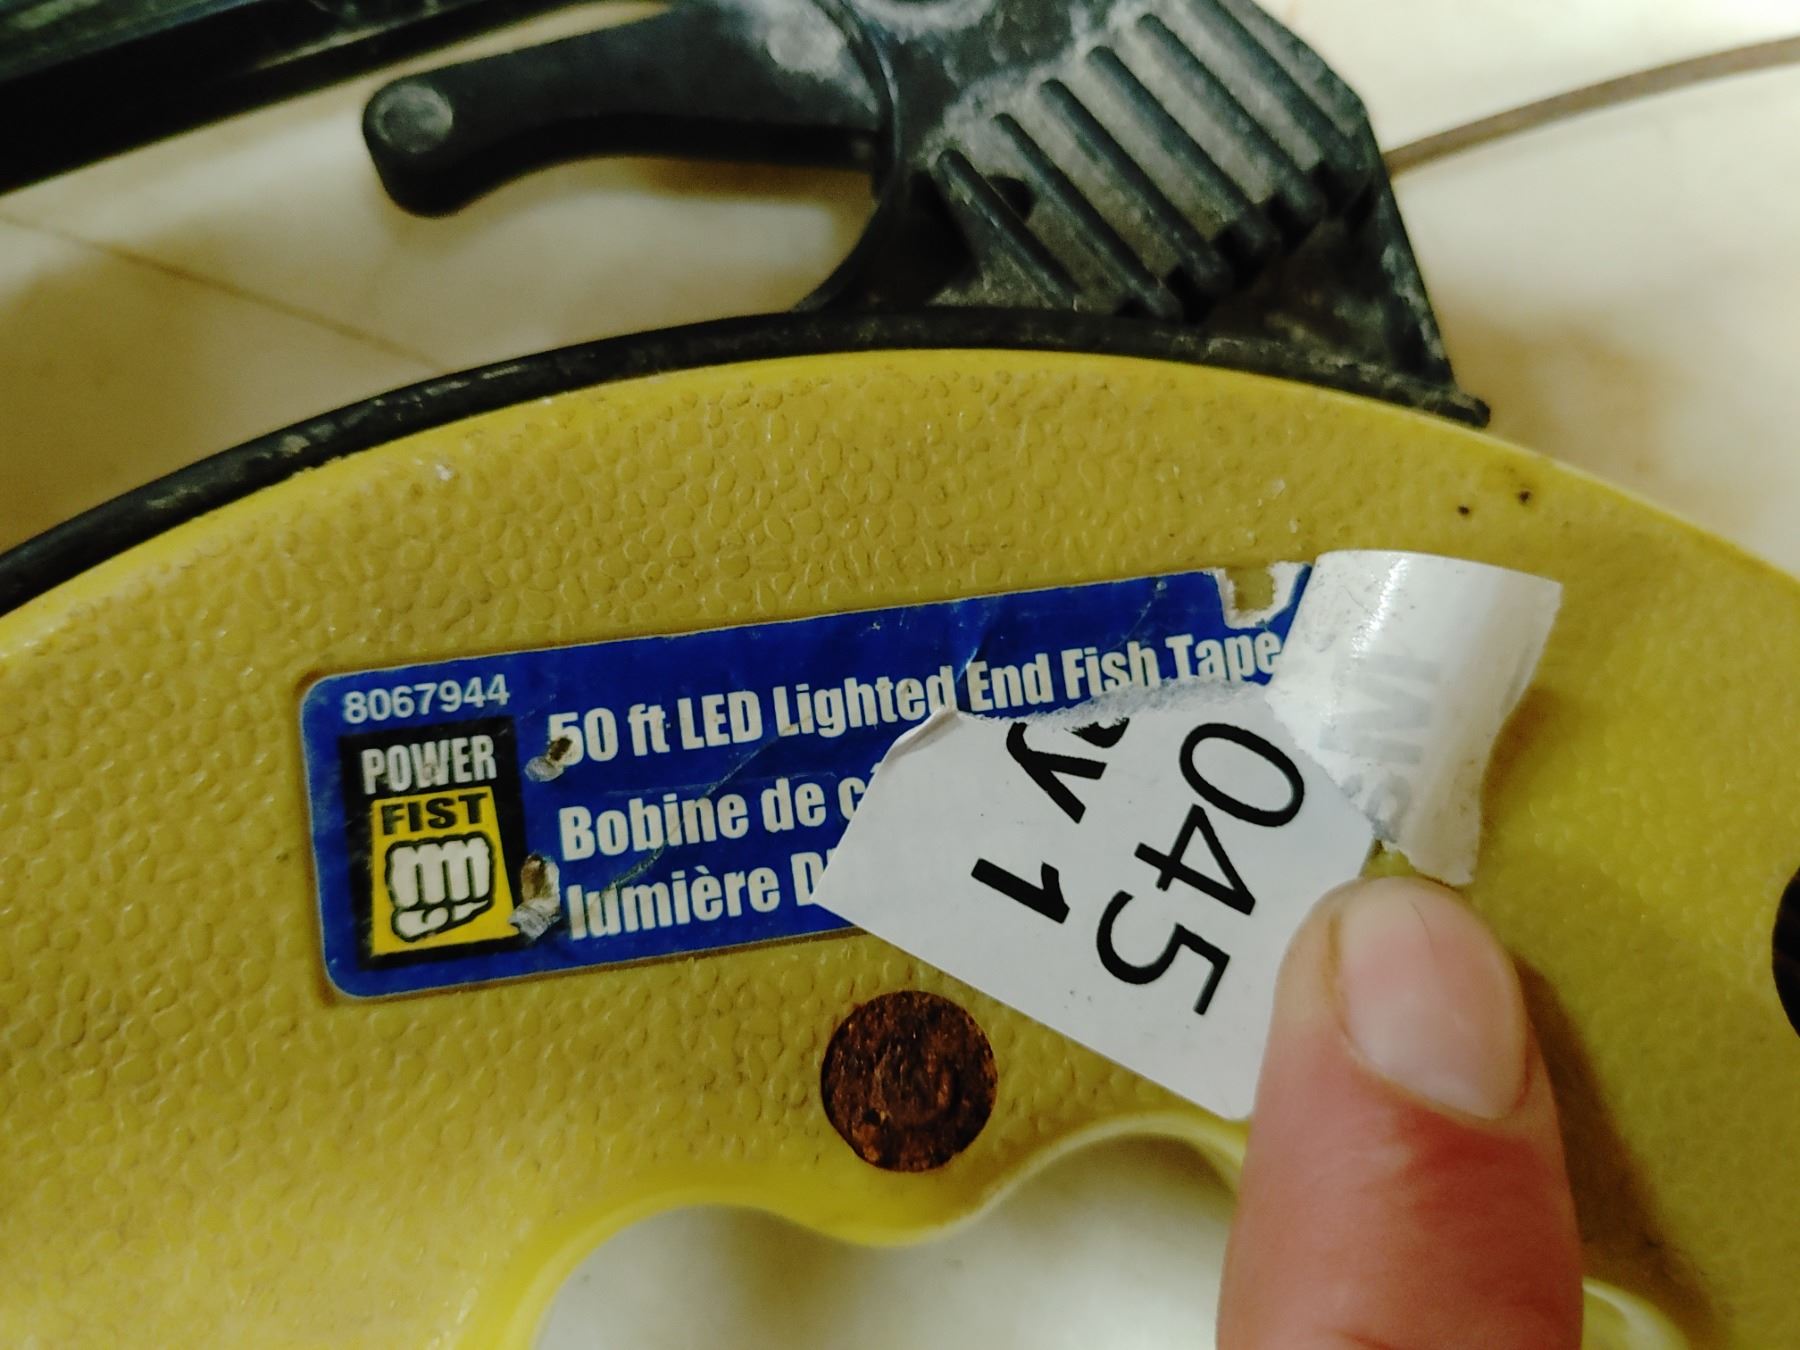 8067944
POWER
FIST
50 ft LED Lighted End Fish Tape
Bobine de
lumière
045
1